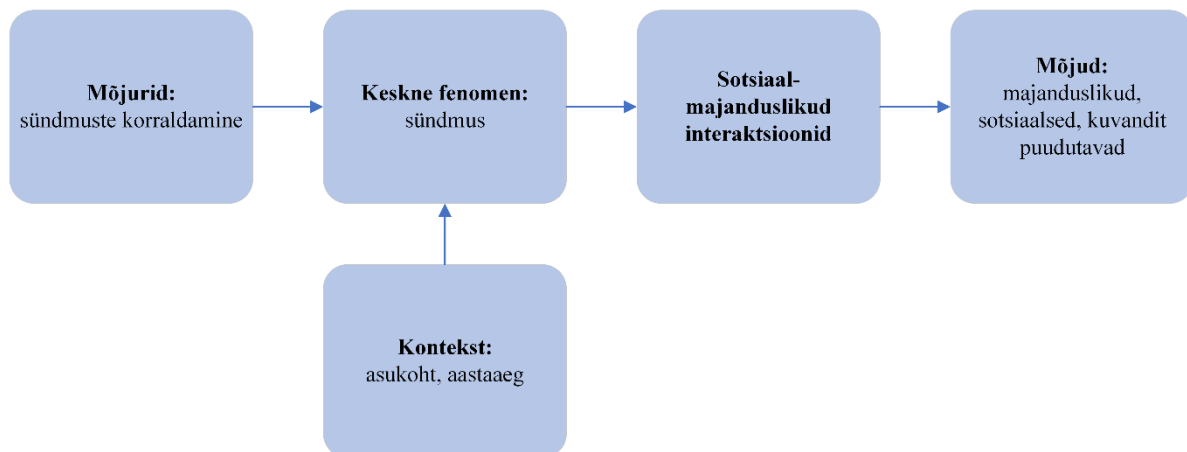 Mõjurid:
sündmuste korraldamine
Keskne fenomen:
sündmus
Sotsiaal-
majanduslikud
interaktsioonid
Mõjud:
majanduslikud,
sotsiaalsed, kuvandit
puudutavad
Kontekst:
asukoht, aastaaeg